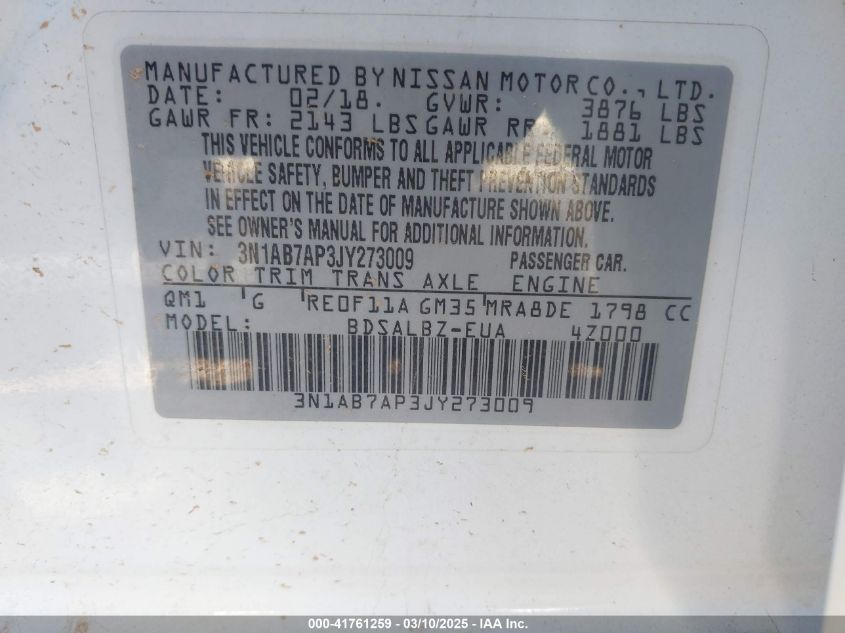 MANUFACTURED BY NISSAN MOTOR CO., LTD.
DATE: 02/18. GVWR: 3876 LBS
GAWR FR: 2143 LBS GAWR RR 1881 LBS
THIS VEHICLE CONFORMS TO ALL APPLICABLE FEDERAL MOTOR
VEHICLE SAFETY, BUMPER AND THEFT PREVENTION STANDARDS
IN EFFECT ON THE DATE OF MANUFACTURE SHOWN ABOVE.
SEE OWNER'S MANUAL FOR ADDITIONAL INFORMATION.
VIN: 3N1AB7AP3JY273009 PASSENGER CAR.
COLOR TRIM TRANS AXLE ENGINE
QM1 G RE0F11A GM35 MRA8DE 1798 CC
MODEL: BDSALBZ-EUA 4Z000
3N1AB7AP3JY273009
000-41761259 — 03/10/2025 — IAA Inc.